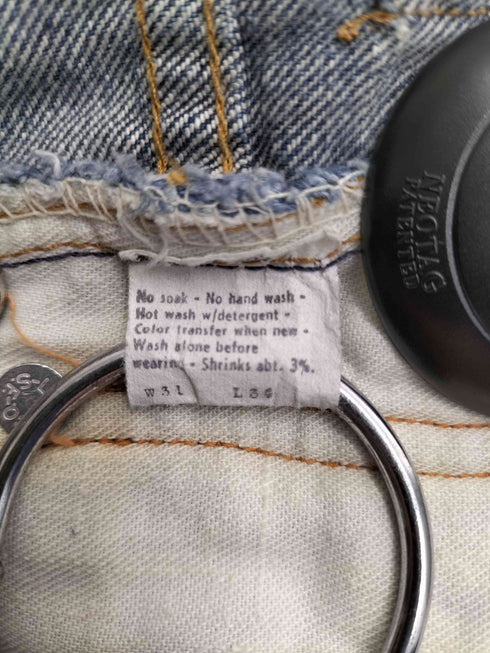 No soak - No hand wash -
Hot wash w/detergent -
Color transfer when new -
Wash alone before
wearing - Shrinks abt. 3%.
W31 L36
NEOTAG
PATENTED